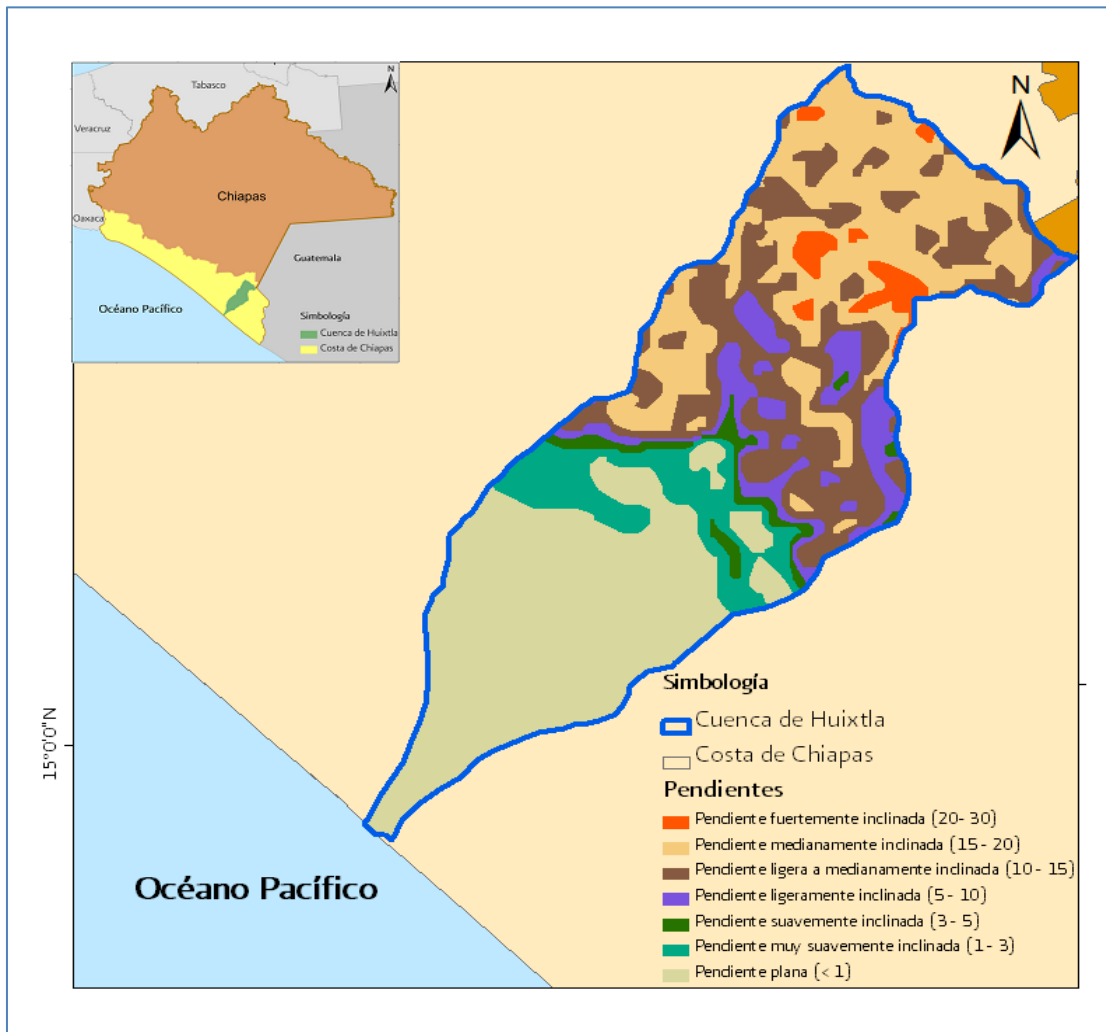 N
Tabasco
Veracruz
Chiapas
Oaxaca
Guatemala
Océano Pacífico
Simbología
Cuenca de Huixtla
Costa de Chiapas
N
15°0'0"N
Océano Pacífico
Simbología
Cuenca de Huixtla
Costa de Chiapas
Pendientes
Pendiente fuertemente inclinada (20- 30)
Pendiente medianamente inclinada (15 - 20)
Pendiente ligera a medianamente inclinada (10 - 15)
Pendiente ligeramente inclinada (5 - 10)
Pendiente suavemente inclinada (3 - 5)
Pendiente muy suavemente inclinada (1 - 3)
Pendiente plana (< 1)